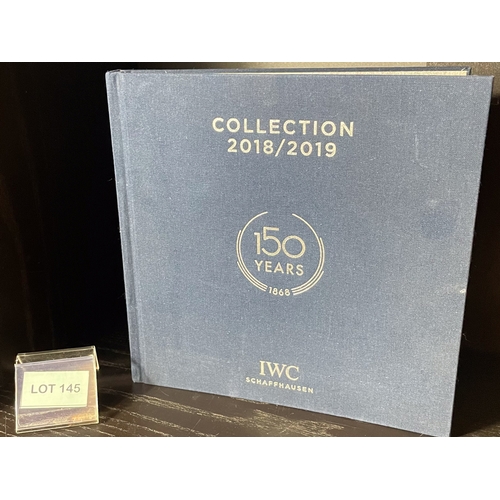 COLLECTION
2018/2019
150
YEARS
1868
IWC
SCHAFFHAUSEN
LOT 145